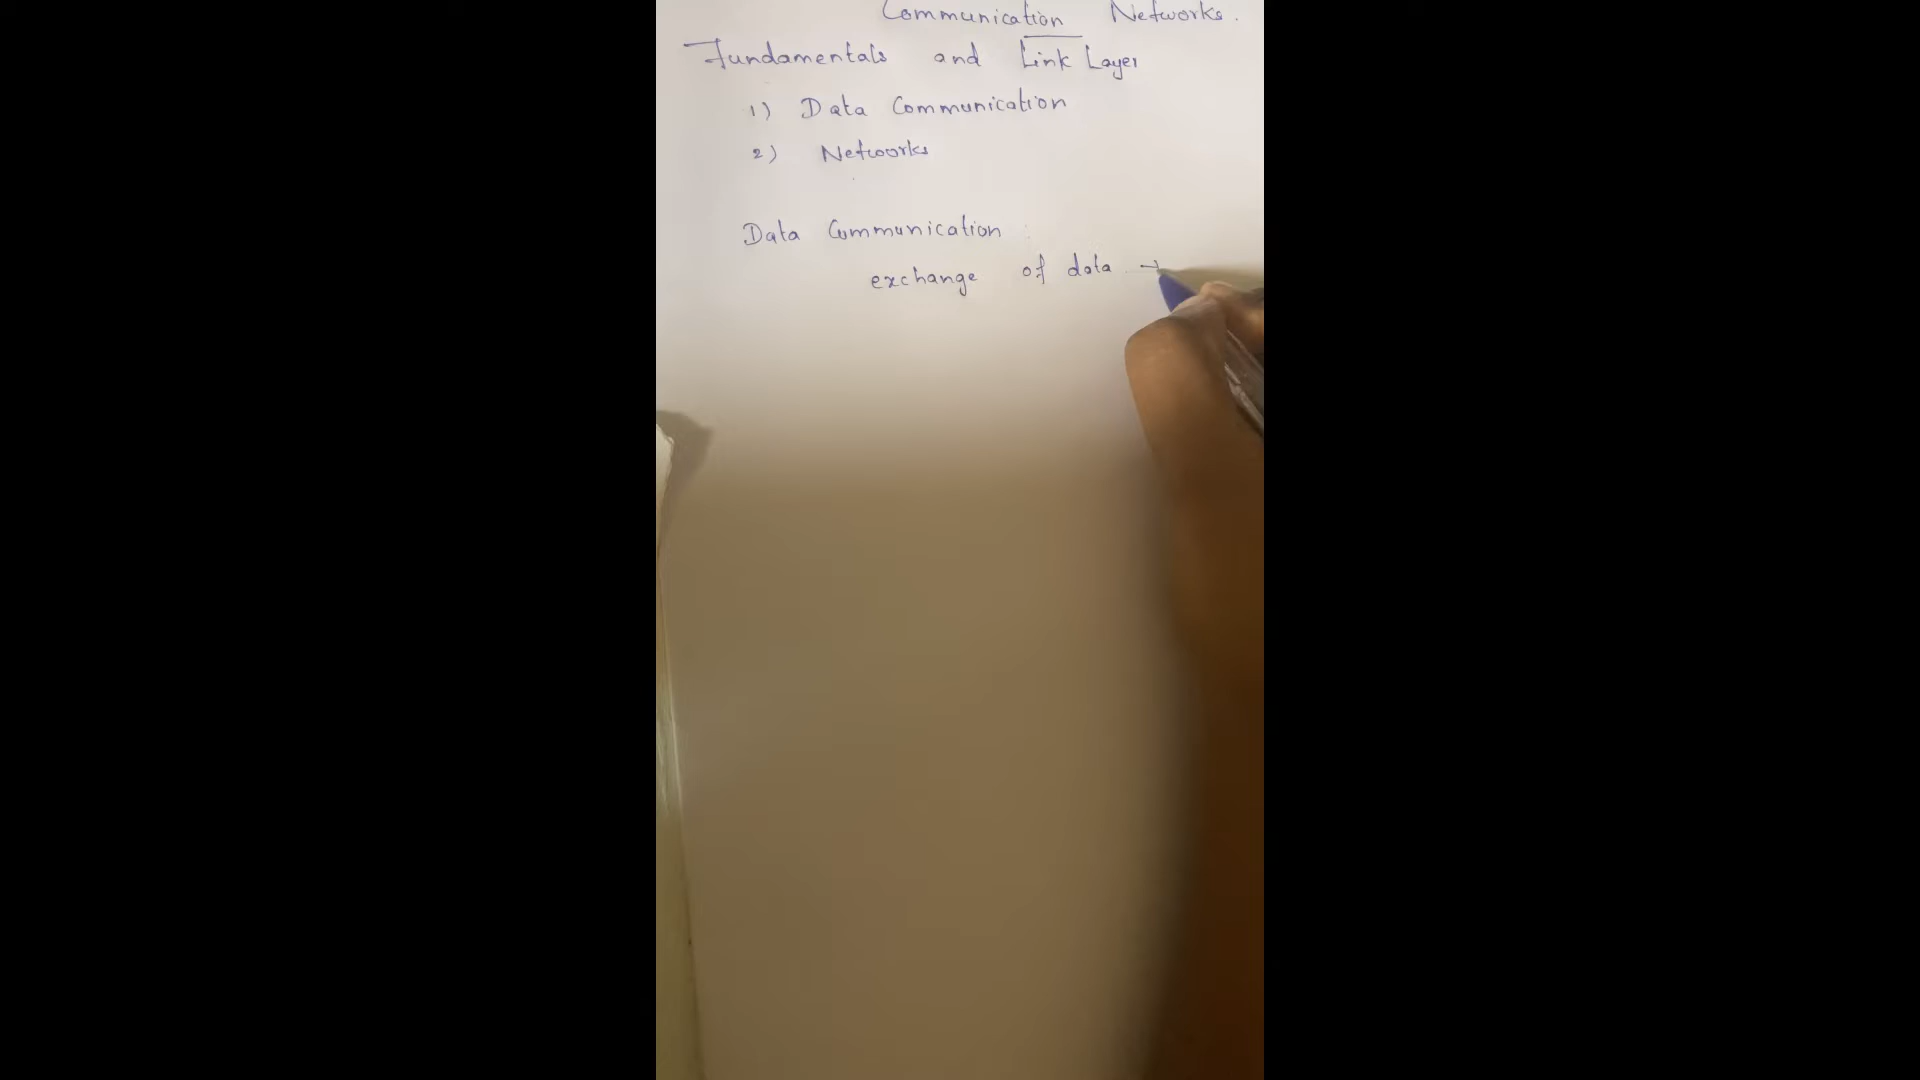 Communication Networks.
Fundamentals and Link Layer
1) Data Communication
2) Networks
Data Communication :
exchange of data →